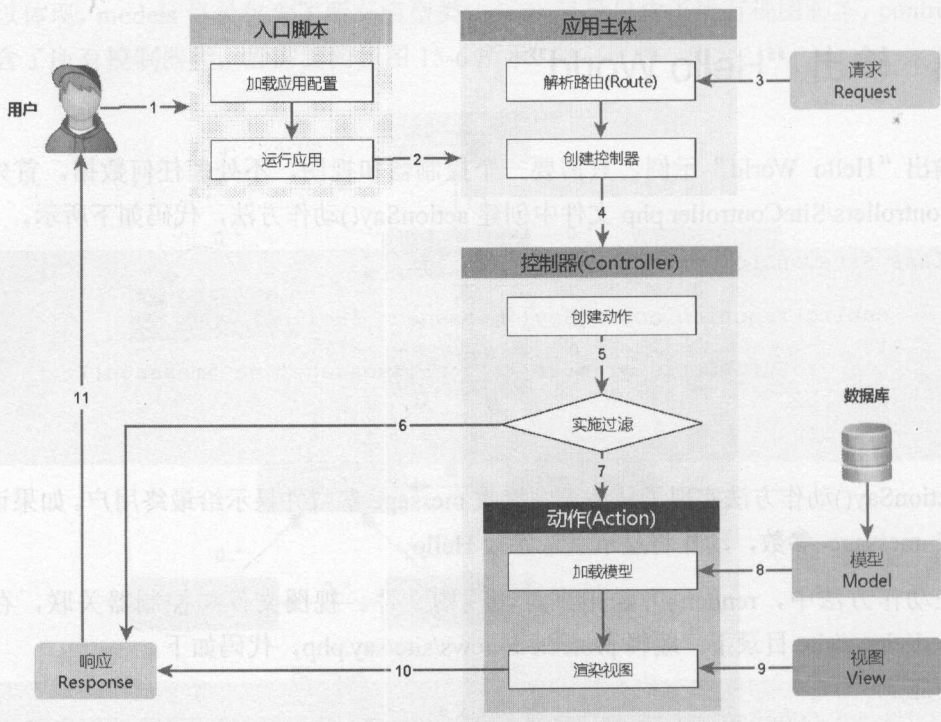 入口脚本
应用主体
加载应用配置
解析路由(Route)
3
请求
Request
用户
1
运行应用
2
创建控制器
4
控制器(Controller)
创建动作
5
11
6
实施过滤
数据库
7
动作(Action)
加载模型
8
模型
Model
响应
Response
10
渲染视图
9
视图
View